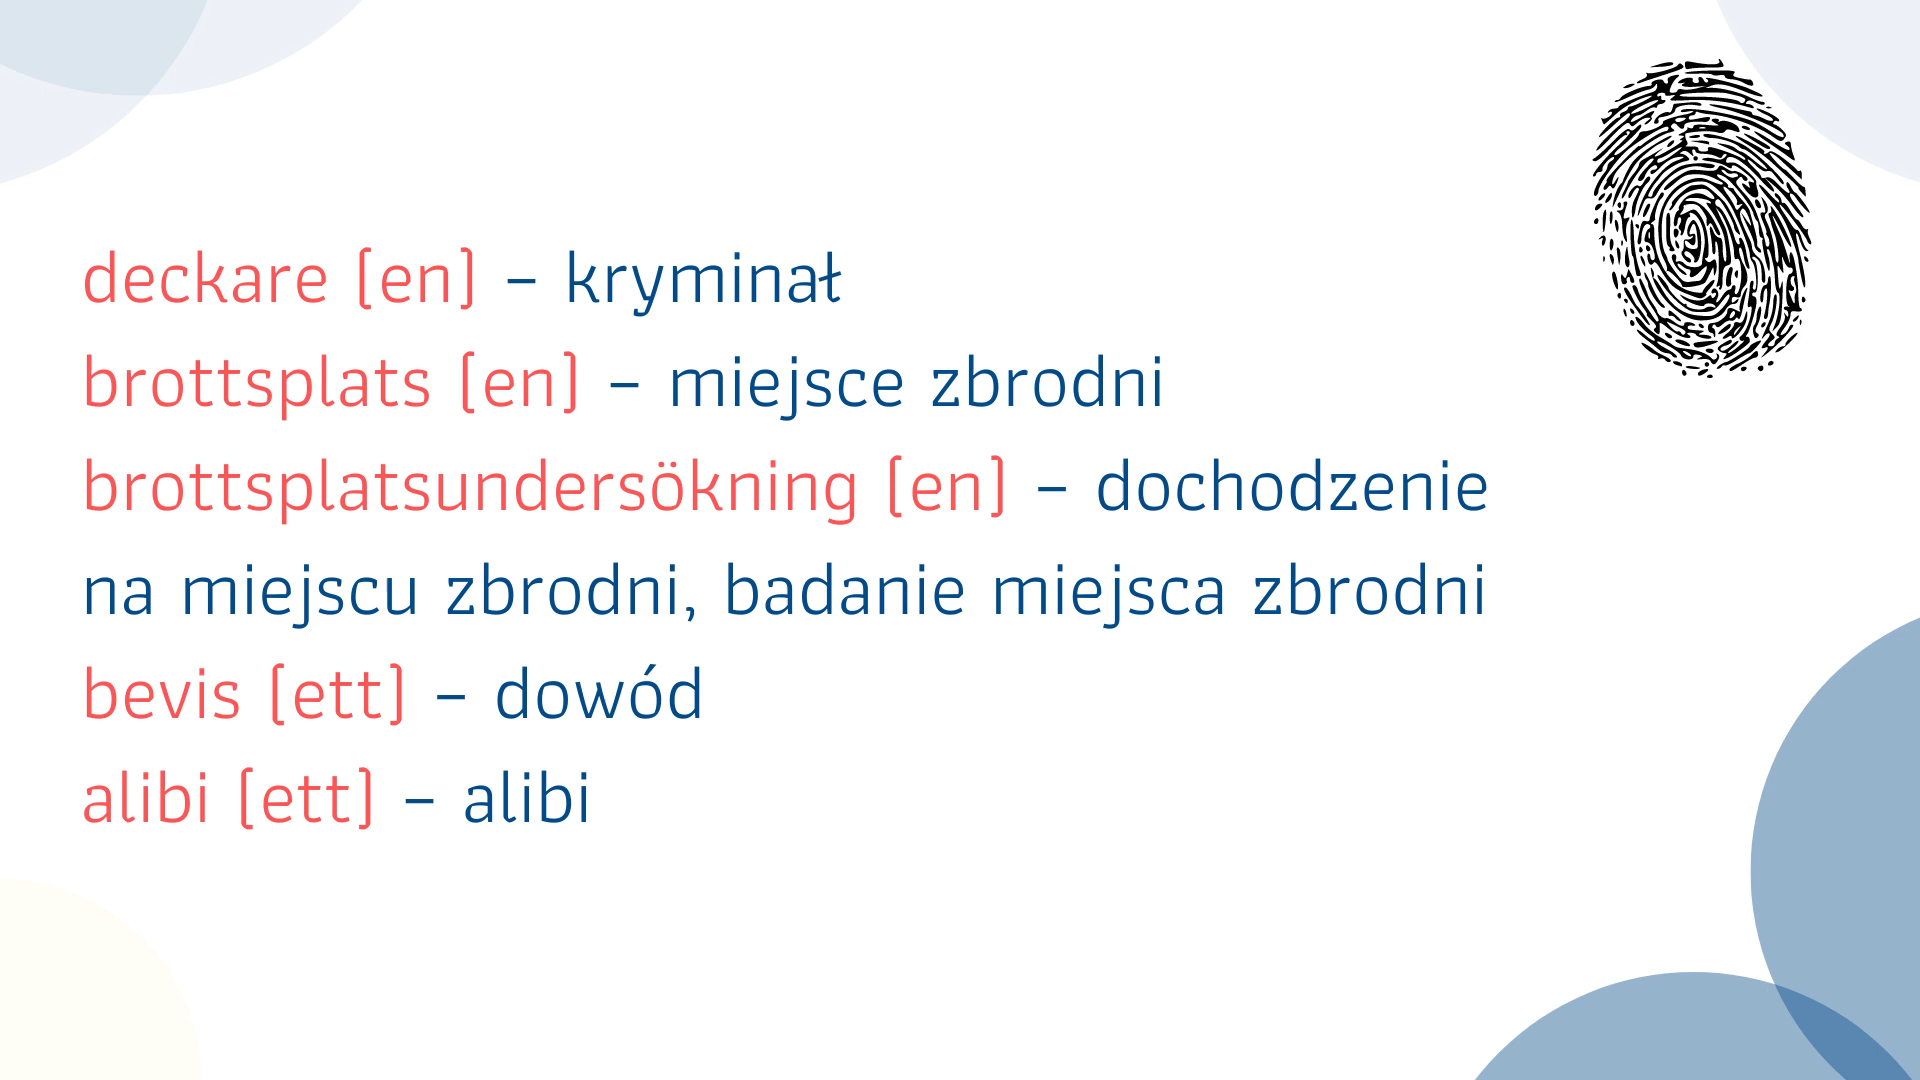 deckare [en] – kryminał
brottsplats [en] – miejsce zbrodni
brottsplatsundersökning [en] – dochodzenie
na miejscu zbrodni, badanie miejsca zbrodni
bevis [ett] – dowód
alibi [ett] – alibi